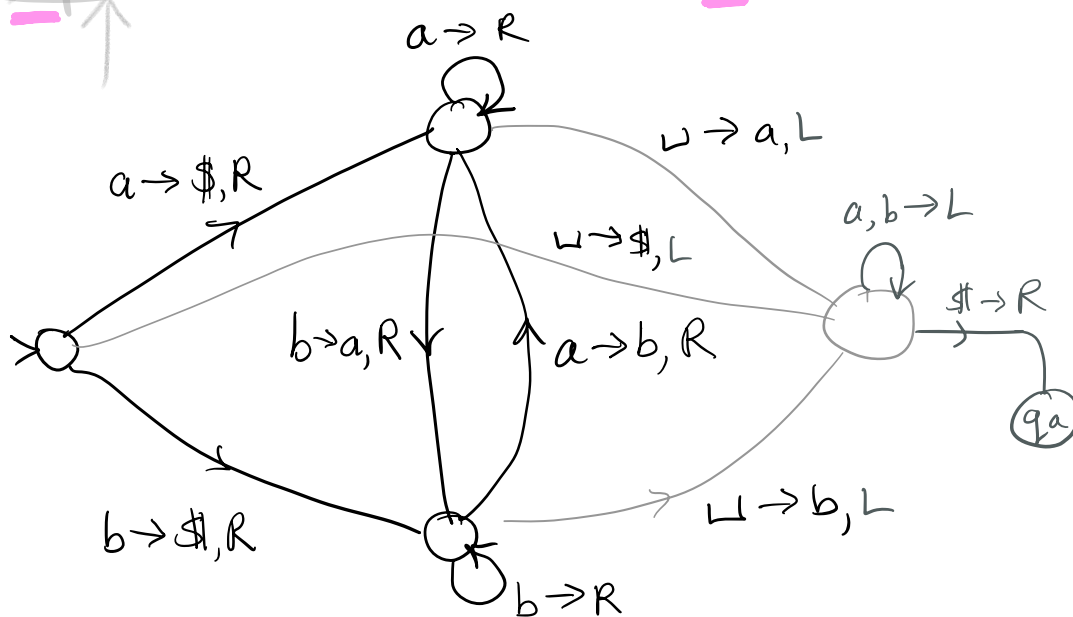 a → R
⊔ → a, L
a → $, R
a, b → L
⊔ → $, L
$ → R
b → a, R
a → b, R
qa
⊔ → b, L
b → $, R
b → R